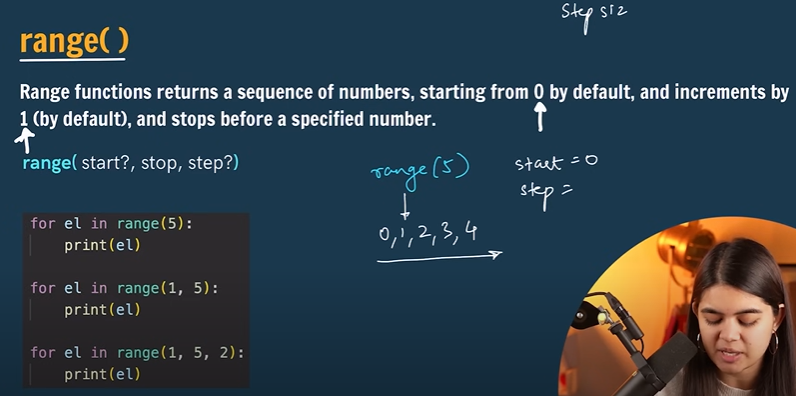 Step siz
range( )
Range functions returns a sequence of numbers, starting from 0 by default, and increments by
1 (by default), and stops before a specified number.
range( start?, stop, step?)
range(5)
start = 0
step =
0, 1, 2, 3, 4
for el in range(5):
print(el)
for el in range(1, 5):
print(el)
for el in range(1, 5, 2):
print(el)